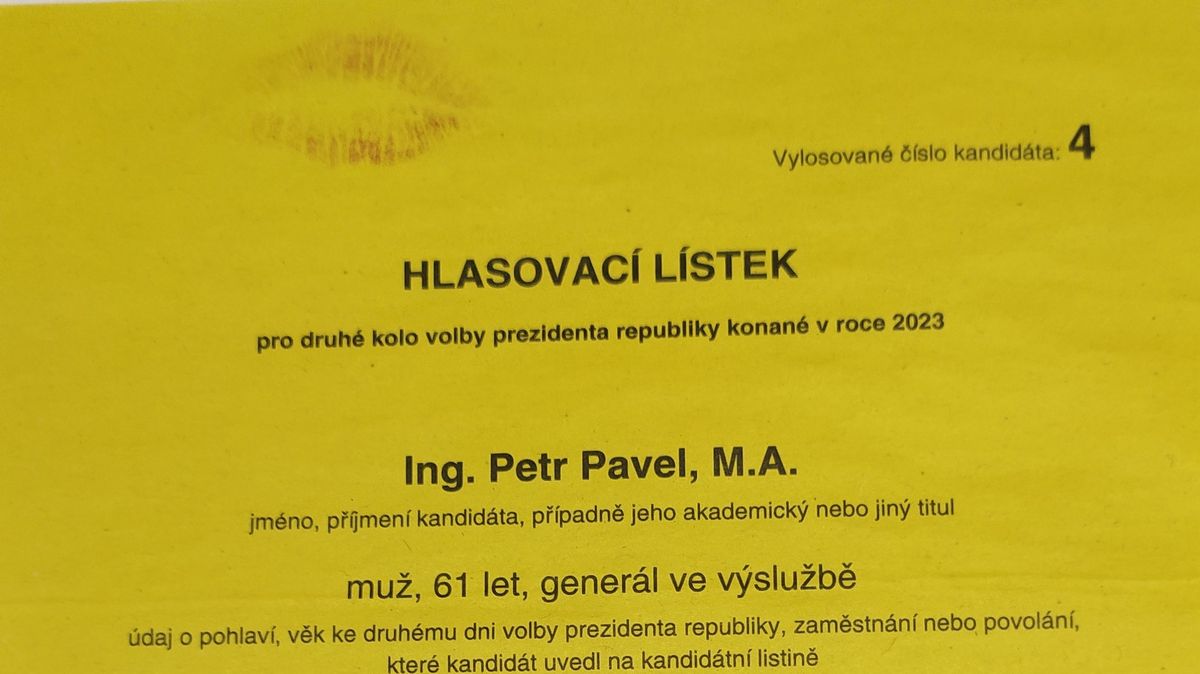 Vylosované číslo kandidáta: 4
HLASOVACÍ LÍSTEK
pro druhé kolo volby prezidenta republiky konané v roce 2023
Ing. Petr Pavel, M.A.
jméno, příjmení kandidáta, případně jeho akademický nebo jiný titul
muž, 61 let, generál ve výslužbě
údaj o pohlaví, věk ke druhému dni volby prezidenta republiky, zaměstnání nebo povolání,
které kandidát uvedl na kandidátní listině